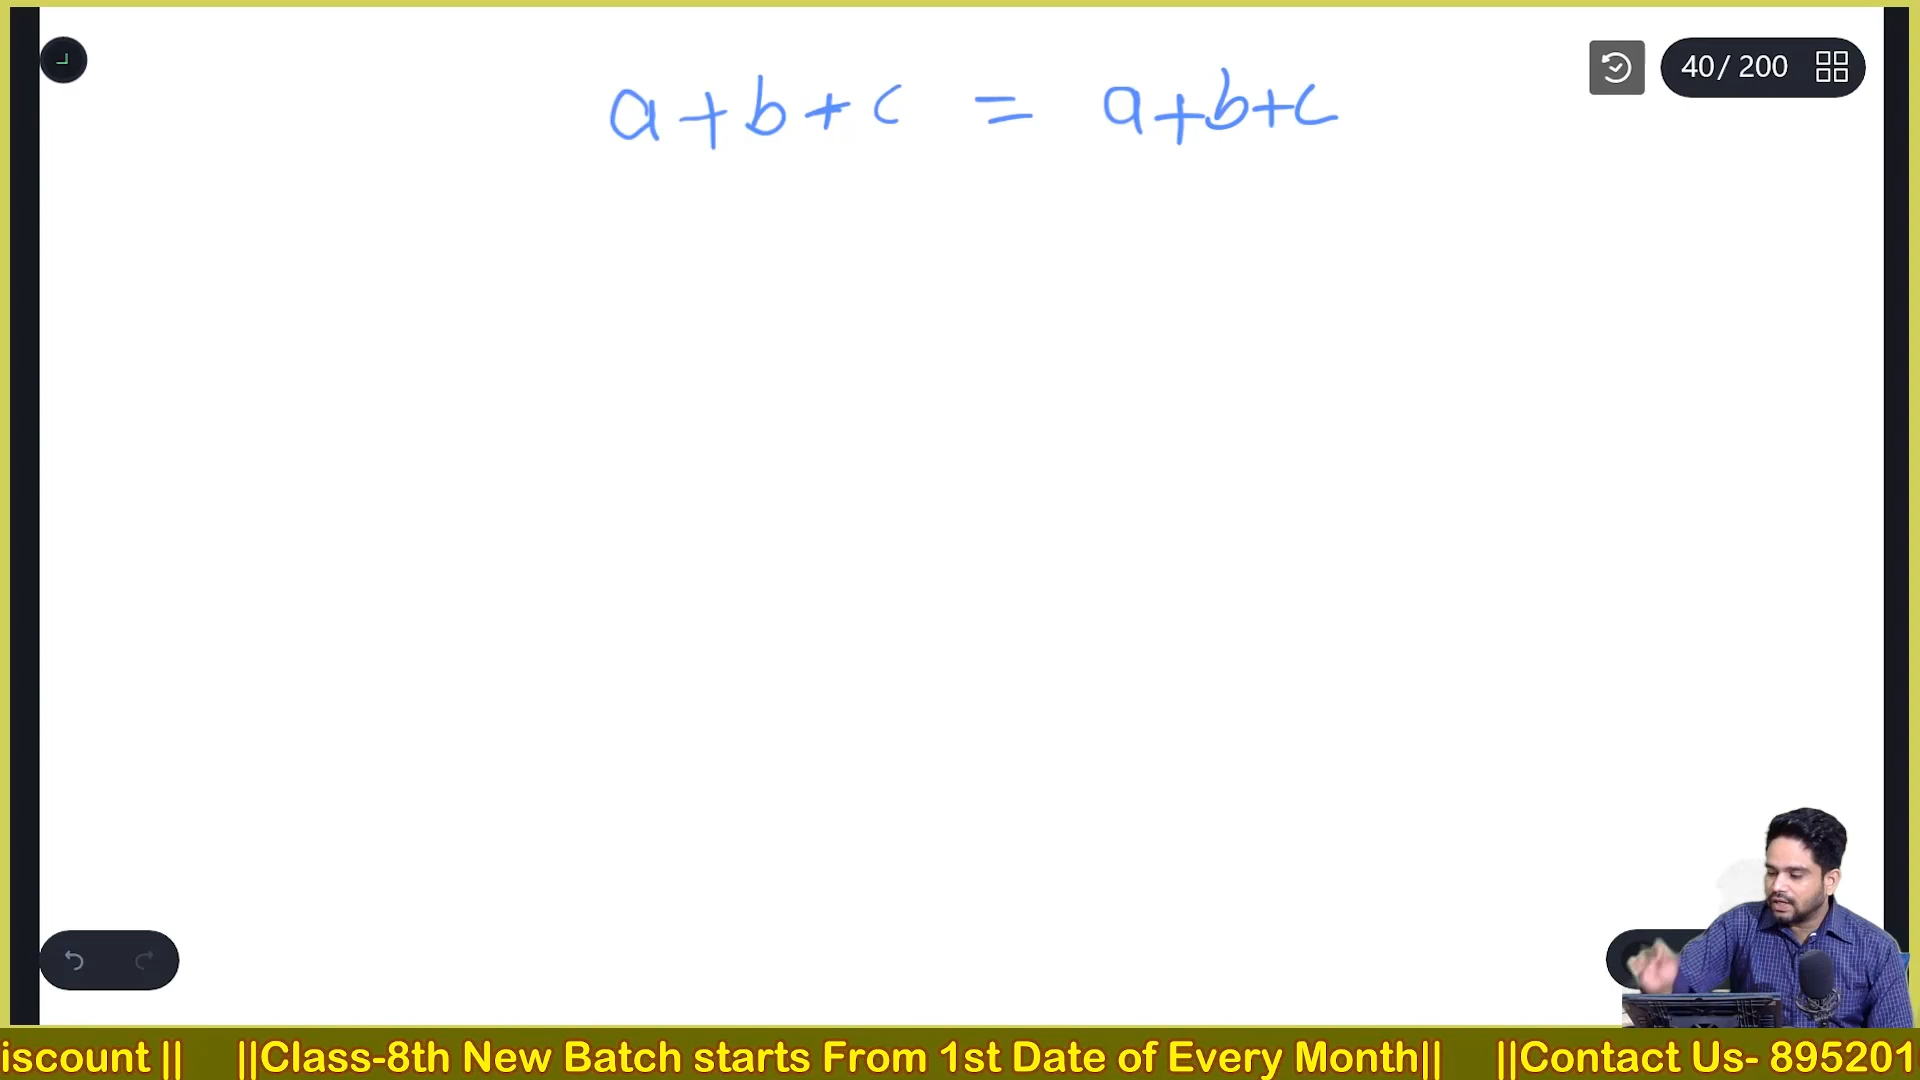 a + b + c = a + b + c
40 / 200
iscount || ||Class-8th New Batch starts From 1st Date of Every Month|| ||Contact Us- 895201